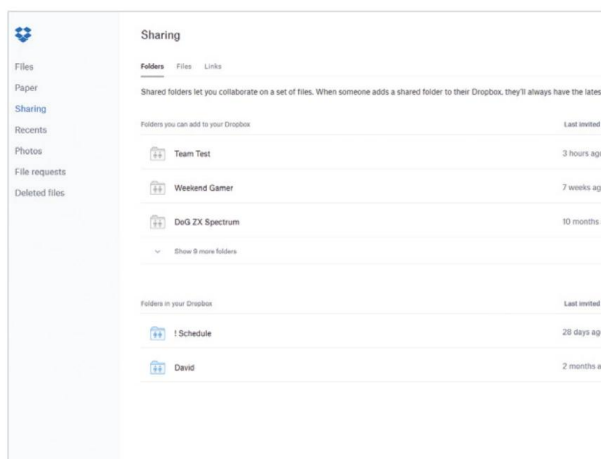 Sharing
Files
Paper
Sharing
Recents
Photos
File requests
Deleted files
Folders Files Links
Shared folders let you collaborate on a set of files. When someone adds a shared folder to their Dropbox, they'll always have the lates
Folders you can add to your Dropbox Last invited
Team Test 3 hours ag
Weekend Gamer 7 weeks ag
DoG ZX Spectrum 10 months
Show 9 more folders
Folders in your Dropbox Last invited
! Schedule 28 days ag
David 2 months a